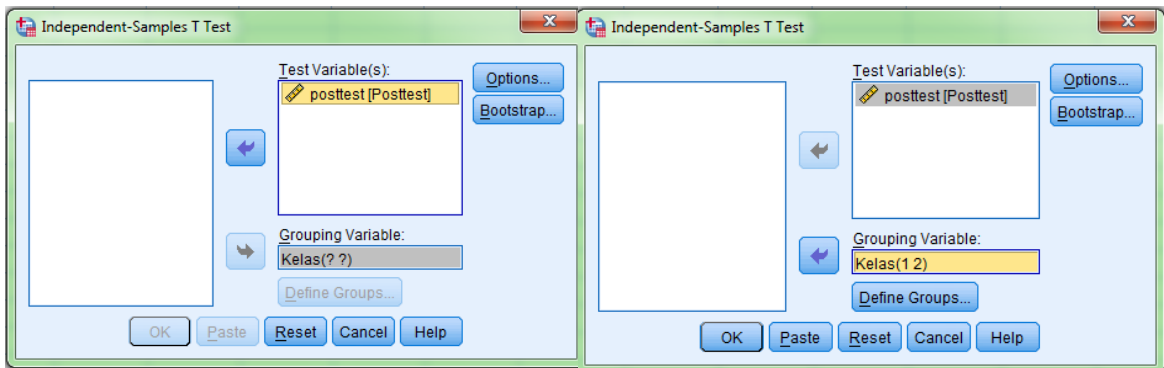 Independent-Samples T Test
Test Variable(s):
posttest [Posttest]
Options...
Bootstrap...
Grouping Variable:
Kelas(? ?)
Define Groups...
OK Paste Reset Cancel Help
Independent-Samples T Test
Test Variable(s):
posttest [Posttest]
Options...
Bootstrap...
Grouping Variable:
Kelas(1 2)
Define Groups...
OK Paste Reset Cancel Help